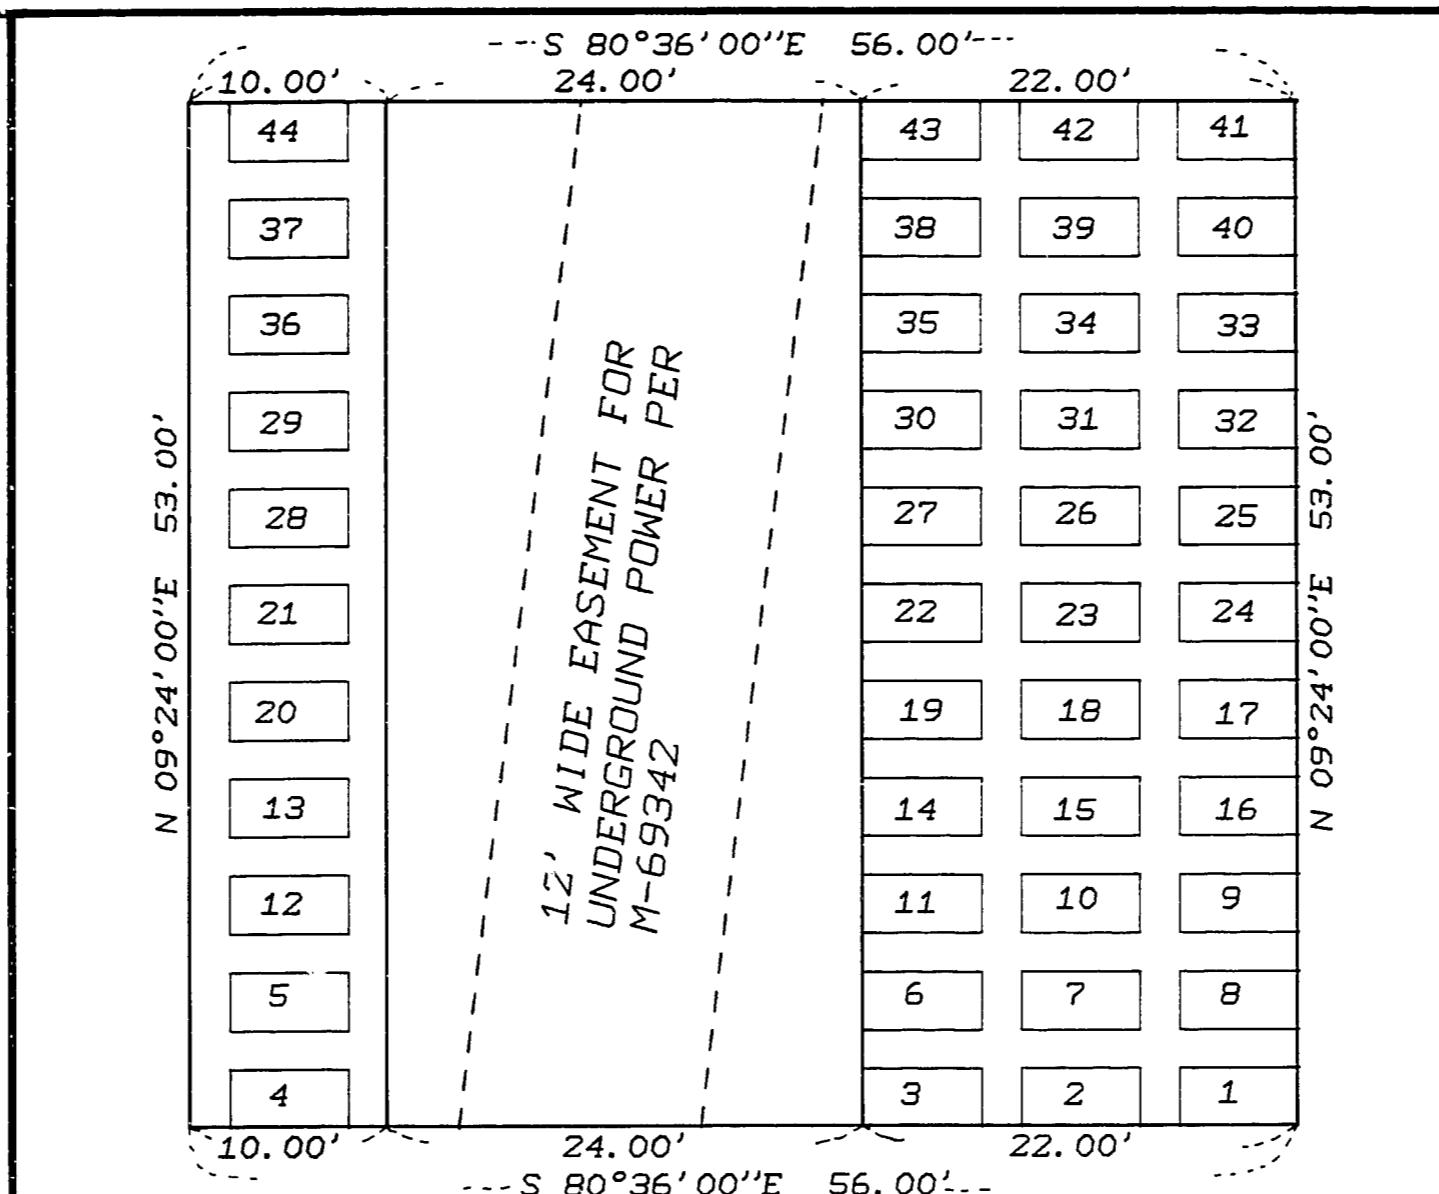 S 80°36'00"E 56.00'
10.00' 24.00' 22.00'
44 43 42 41
37 38 39 40
36 35 34 33
29 30 31 32
28 27 26 25
21 22 23 24
20 19 18 17
13 14 15 16
12 11 10 9
5 6 7 8
4 3 2 1
N 09°24'00"E 53.00'
12' WIDE EASEMENT FOR
UNDERGROUND POWER PER
M-69342
N 09°24'00"E 53.00'
10.00' 24.00' 22.00'
S 80°36'00"E 56.00'